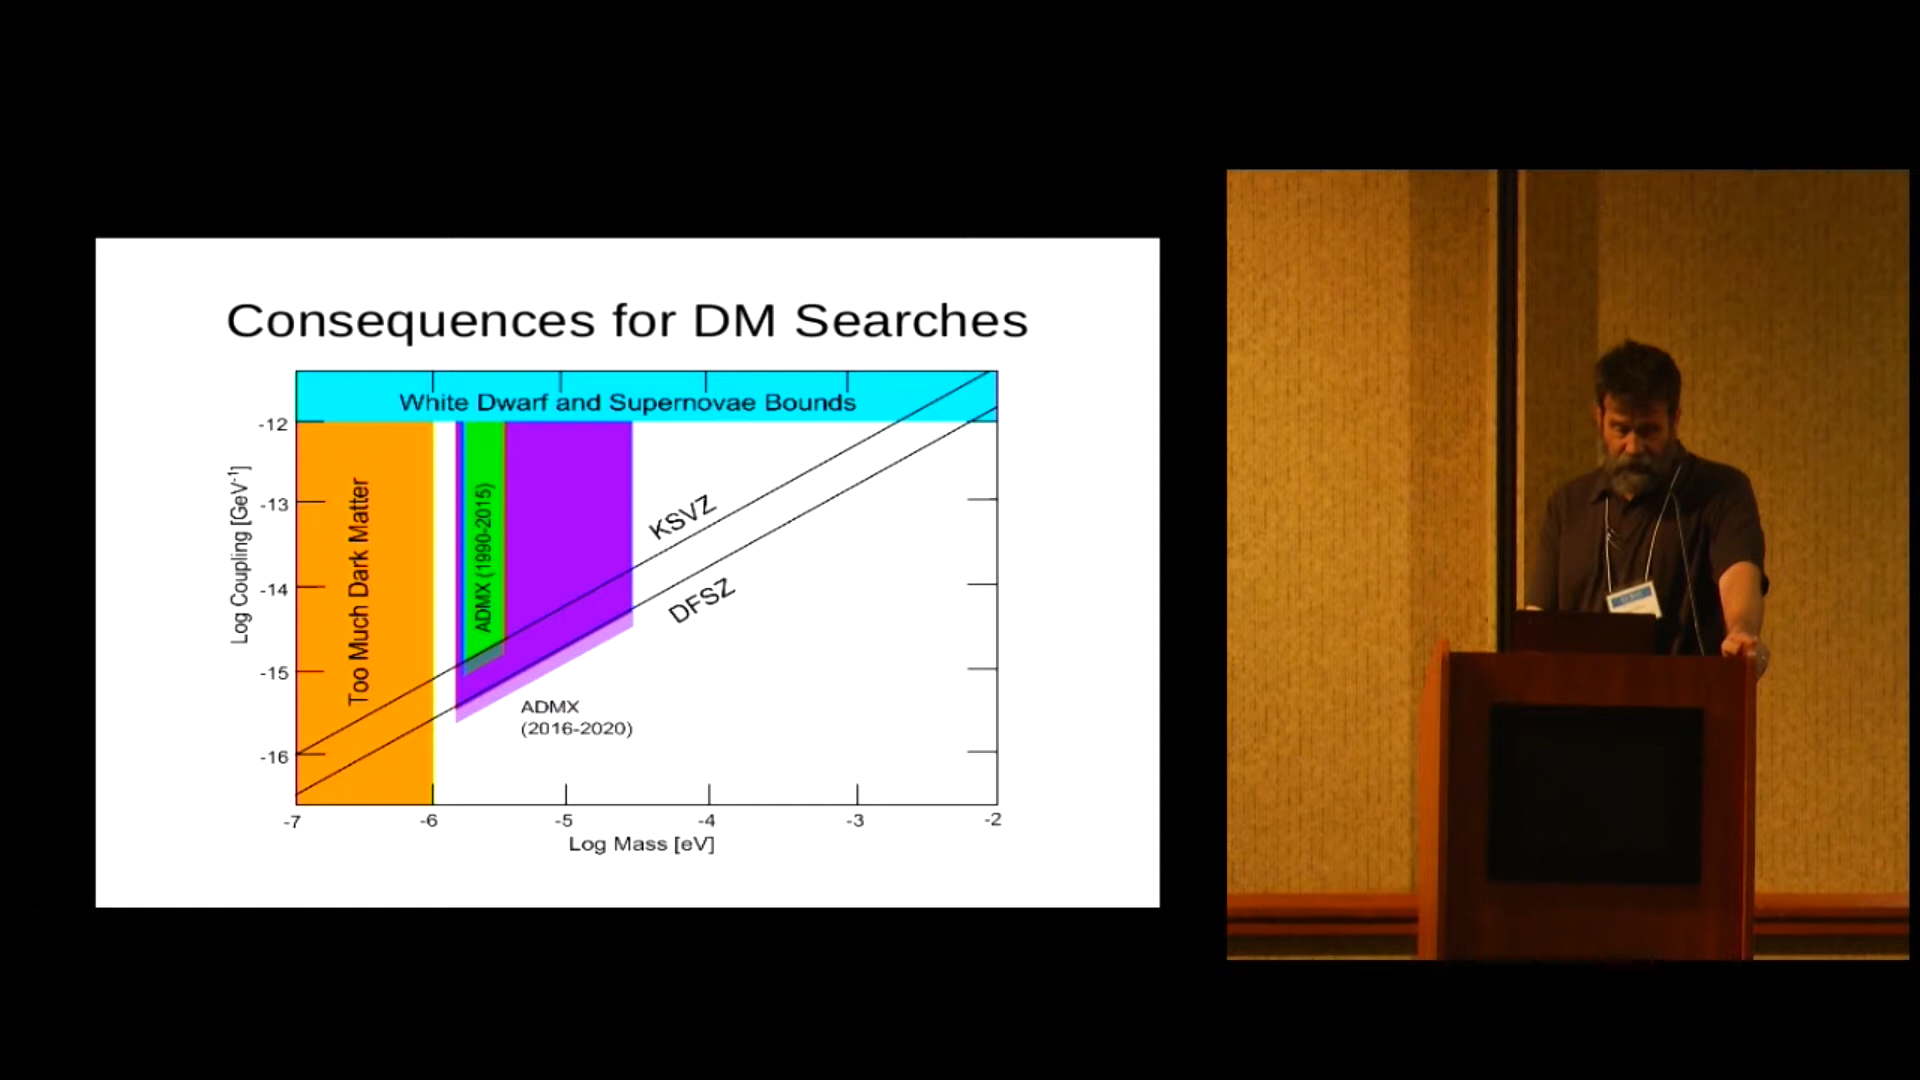 Consequences for DM Searches
White Dwarf and Supernovae Bounds
-12
-13
-14
-15
-16
Log Coupling [GeV-1]
Too Much Dark Matter
ADMX (1990-2015)
KSVZ
DFSZ
ADMX
(2016-2020)
-7
-6
-5
-4
-3
-2
Log Mass [eV]